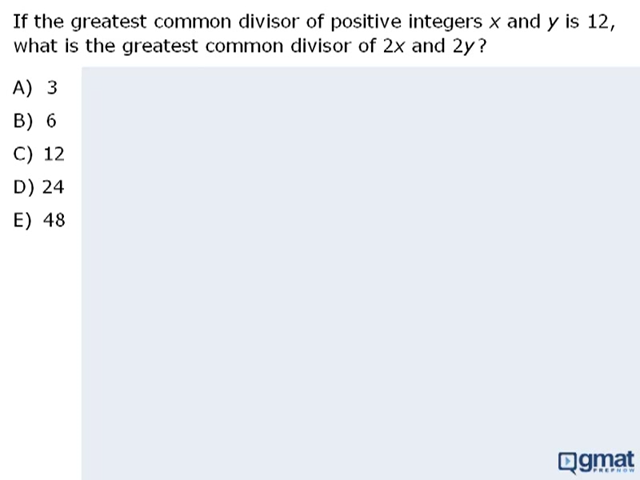 If the greatest common divisor of positive integers x and y is 12,
what is the greatest common divisor of 2x and 2y?
A) 3
B) 6
C) 12
D) 24
E) 48
gmat
PREPNOW